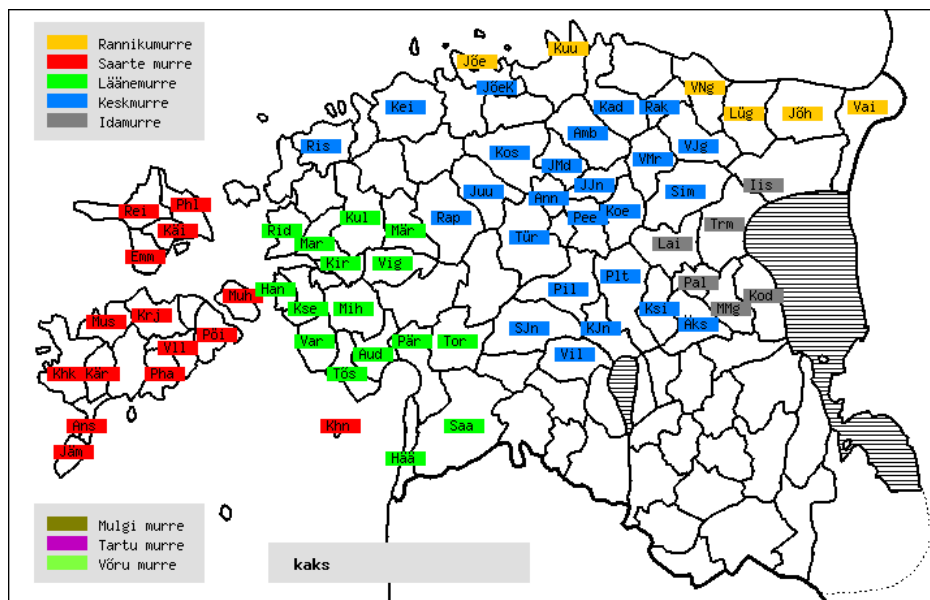 Rannikumurre
Saarte murre
Läänemurre
Keskmurre
Idamurre
Kuu
Jõe
JõeK
VNg
Kei
Kad
Rak
Lüg
Jõh
Vai
Amb
Ris
Kos
VJg
JMd
VMr
Iis
Juu
JJn
Sim
Ann
Rei
Phl
Kul
Rap
Pee
Koe
Trm
Käi
Rid
Mär
Tür
Mar
Lai
Emm
Kir
Vig
Plt
Pal
Han
Pil
Muh
Kod
Kse
Mih
Ksi
MMg
Krj
Mus
Aks
Põi
SJn
KJn
Var
Pär
Tor
Vll
Aud
Vil
Khk
Kär
Pha
Tõs
Ans
Khn
Saa
Jäm
Hää
Mulgi murre
Tartu murre
Võru murre
kaks